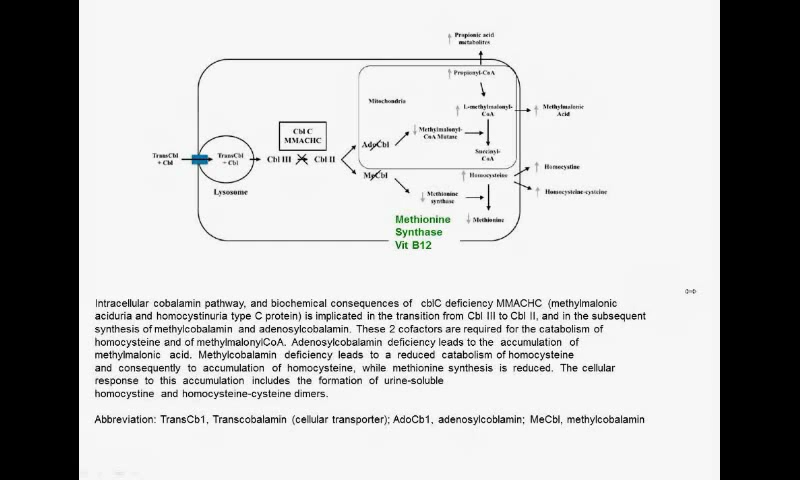 Propionic acid
metabolites
Propionyl-CoA
Mitochondria
L-methylmalonyl-
CoA
Methylmalonic
Acid
Cbl C
MMACHC
Methylmalonyl-
CoA Mutase
AdoCbl
TransCbl
+ Cbl
TransCbl
+ Cbl
Cbl III
Cbl II
Succinyl-
CoA
Homocystine
MeCbl
Homocysteine
Lysosome
Methionine
synthase
Homocysteine-cysteine
Methionine
Methionine
Synthase
Vit B12
Intracellular cobalamin pathway, and biochemical consequences of cblC deficiency MMACHC (methylmalonic
aciduria and homocystinuria type C protein) is implicated in the transition from Cbl III to Cbl II, and in the subsequent
synthesis of methylcobalamin and adenosylcobalamin. These 2 cofactors are required for the catabolism of
homocysteine and of methylmalonylCoA. Adenosylcobalamin deficiency leads to the accumulation of
methylmalonic acid. Methylcobalamin deficiency leads to a reduced catabolism of homocysteine
and consequently to accumulation of homocysteine, while methionine synthesis is reduced. The cellular
response to this accumulation includes the formation of urine-soluble
homocystine and homocysteine-cysteine dimers.
Abbreviation: TransCb1, Transcobalamin (cellular transporter); AdoCb1, adenosylcoblamin; MeCbl, methylcobalamin